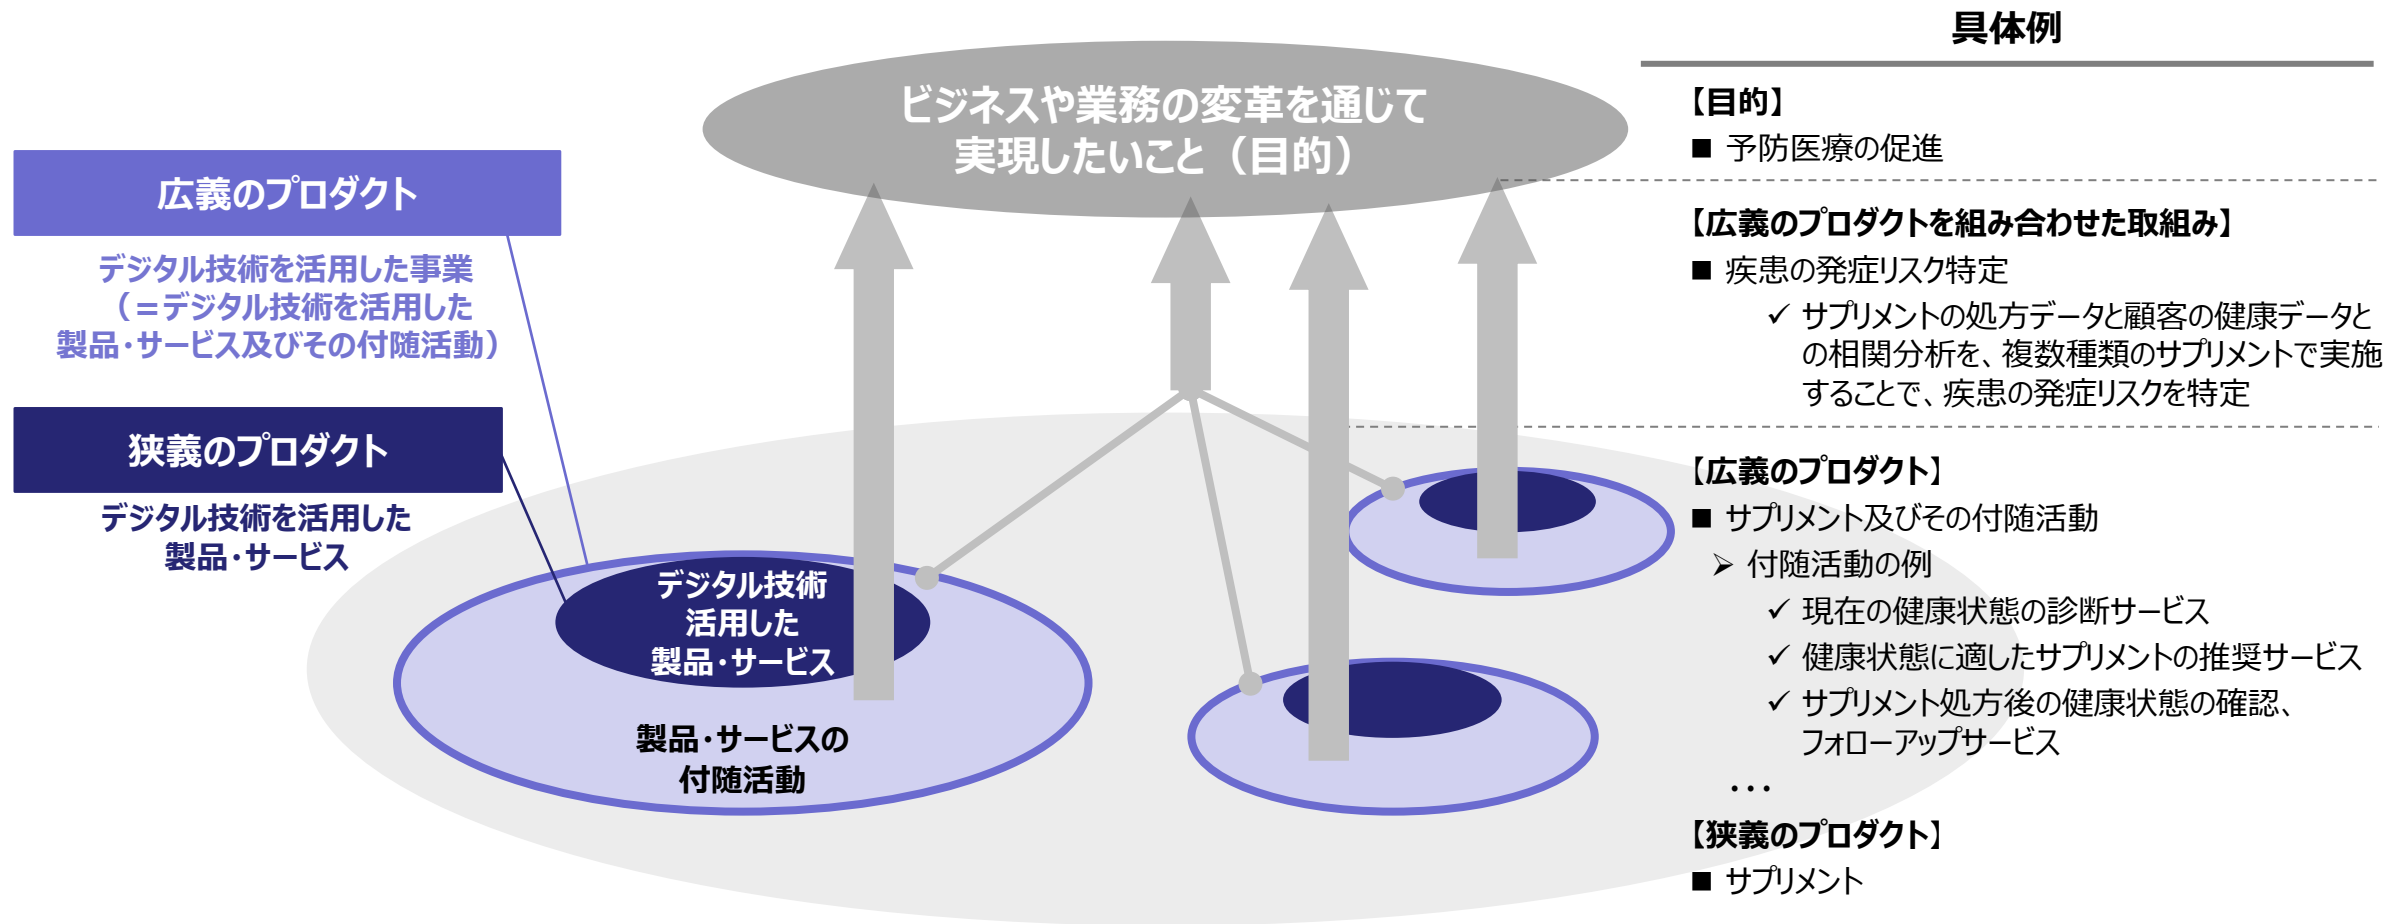 ビジネスや業務の変革を通じて
実現したいこと（目的）
広義のプロダクト
デジタル技術を活用した事業
（＝デジタル技術を活用した
製品・サービス及びその付随活動）
狭義のプロダクト
デジタル技術を活用した
製品・サービス
デジタル技術
活用した
製品・サービス
製品・サービスの
付随活動
具体例
【目的】
■ 予防医療の促進
【広義のプロダクトを組み合わせた取組み】
■ 疾患の発症リスク特定
✓ サプリメントの処方データと顧客の健康データと
の相関分析を、複数種類のサプリメントで実施
することで、疾患の発症リスクを特定
【広義のプロダクト】
■ サプリメント及びその付随活動
➢ 付随活動の例
✓ 現在の健康状態の診断サービス
✓ 健康状態に適したサプリメントの推奨サービス
✓ サプリメント処方後の健康状態の確認、
フォローアップサービス
・・・
【狭義のプロダクト】
■ サプリメント